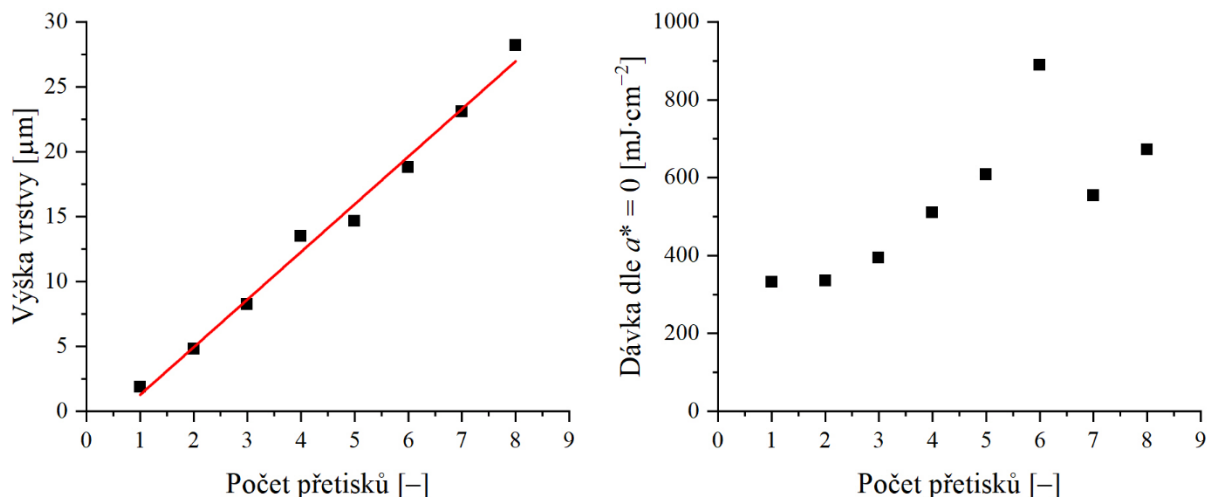 30
25
20
15
10
5
0
Výška vrstvy [µm]
0 1 2 3 4 5 6 7 8 9
Počet přetisků [–]
1000
800
600
400
200
0
Dávka dle a* = 0 [mJ·cm⁻²]
0 1 2 3 4 5 6 7 8 9
Počet přetisků [–]